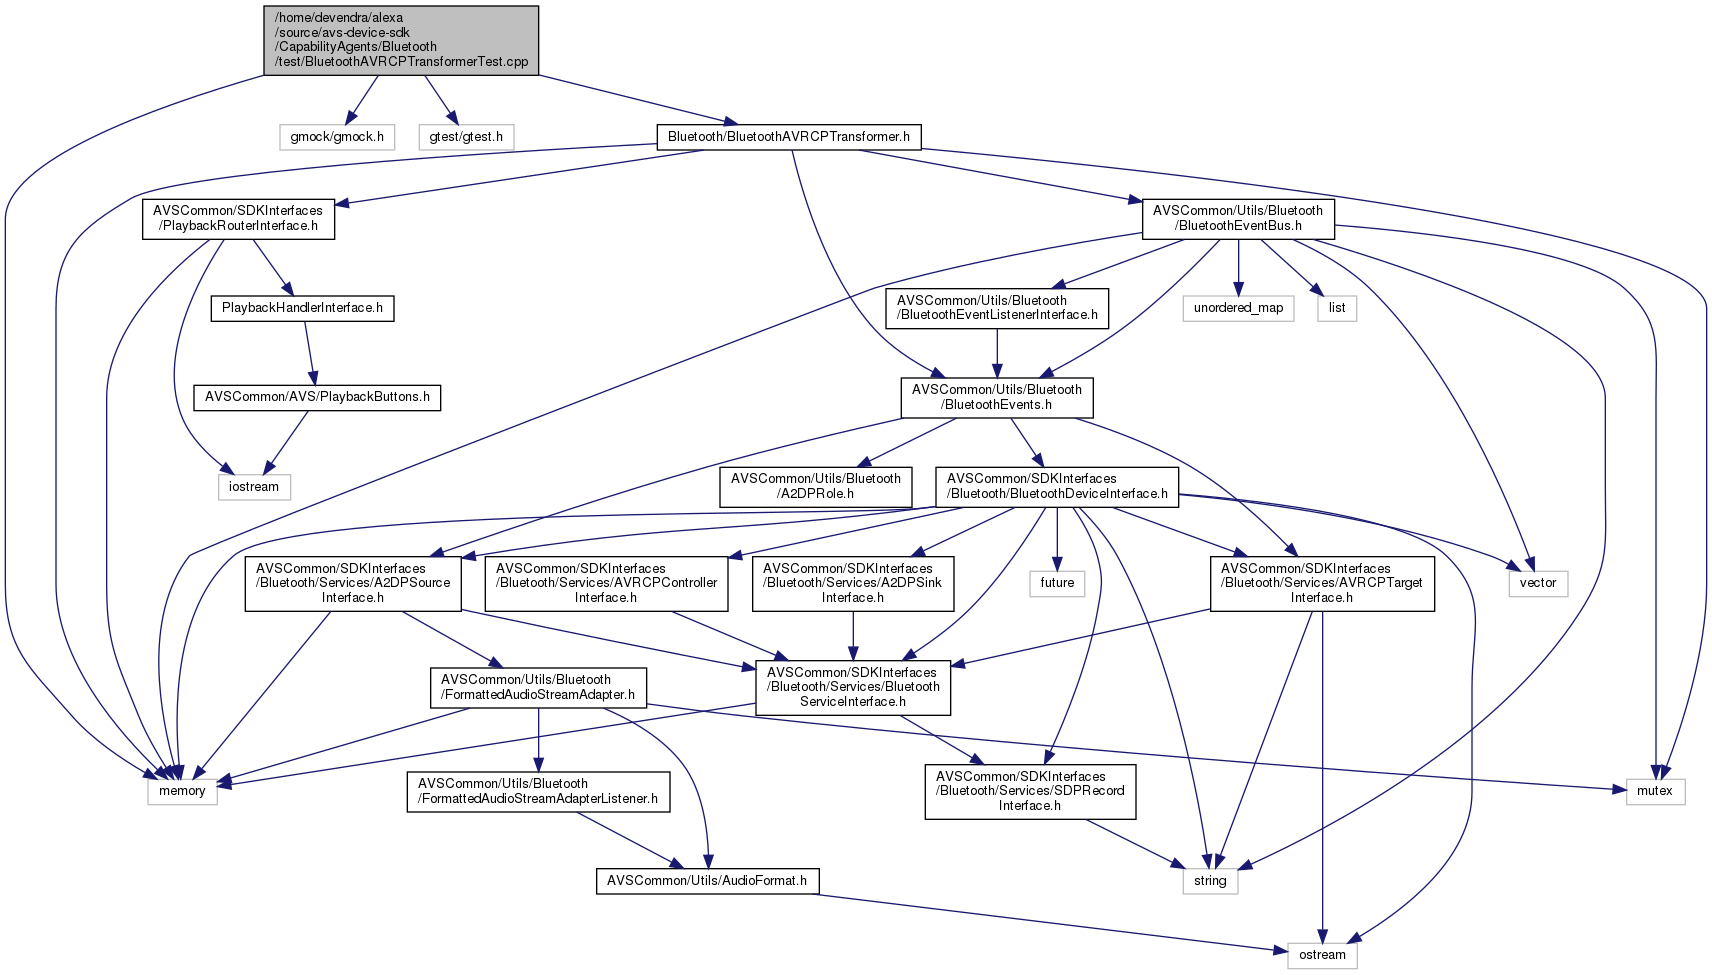 /home/devendra/alexa
/source/avs-device-sdk
/CapabilityAgents/Bluetooth
/test/BluetoothAVRCPTransformerTest.cpp
gmock/gmock.h
gtest/gtest.h
Bluetooth/BluetoothAVRCPTransformer.h
AVSCommon/SDKInterfaces
/PlaybackRouterInterface.h
AVSCommon/Utils/Bluetooth
/BluetoothEventBus.h
PlaybackHandlerInterface.h
AVSCommon/Utils/Bluetooth
/BluetoothEventListenerInterface.h
unordered_map
list
AVSCommon/AVS/PlaybackButtons.h
AVSCommon/Utils/Bluetooth
/BluetoothEvents.h
iostream
AVSCommon/Utils/Bluetooth
/A2DPRole.h
AVSCommon/SDKInterfaces
/Bluetooth/BluetoothDeviceInterface.h
AVSCommon/SDKInterfaces
/Bluetooth/Services/A2DPSource
Interface.h
AVSCommon/SDKInterfaces
/Bluetooth/Services/AVRCPController
Interface.h
AVSCommon/SDKInterfaces
/Bluetooth/Services/A2DPSink
Interface.h
future
AVSCommon/SDKInterfaces
/Bluetooth/Services/AVRCPTarget
Interface.h
vector
AVSCommon/Utils/Bluetooth
/FormattedAudioStreamAdapter.h
AVSCommon/SDKInterfaces
/Bluetooth/Services/Bluetooth
ServiceInterface.h
memory
AVSCommon/Utils/Bluetooth
/FormattedAudioStreamAdapterListener.h
AVSCommon/SDKInterfaces
/Bluetooth/Services/SDPRecord
Interface.h
mutex
AVSCommon/Utils/AudioFormat.h
string
ostream